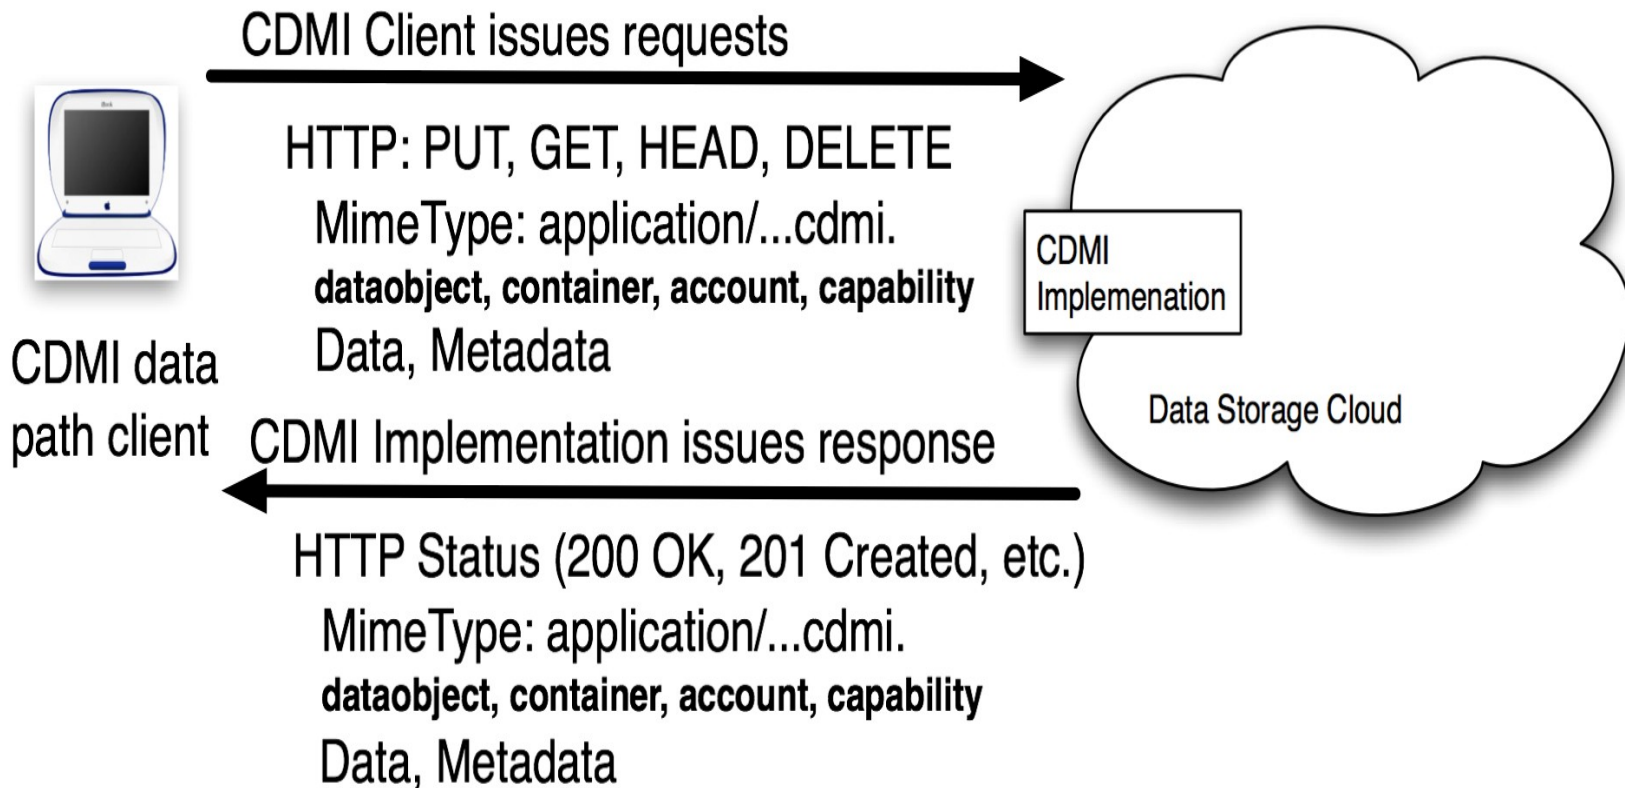 CDMI Client issues requests
HTTP: PUT, GET, HEAD, DELETE
MimeType: application/...cdmi.
dataobject, container, account, capability
Data, Metadata
CDMI data
path client
CDMI Implementation issues response
HTTP Status (200 OK, 201 Created, etc.)
MimeType: application/...cdmi.
dataobject, container, account, capability
Data, Metadata
CDMI
Implemenation
Data Storage Cloud